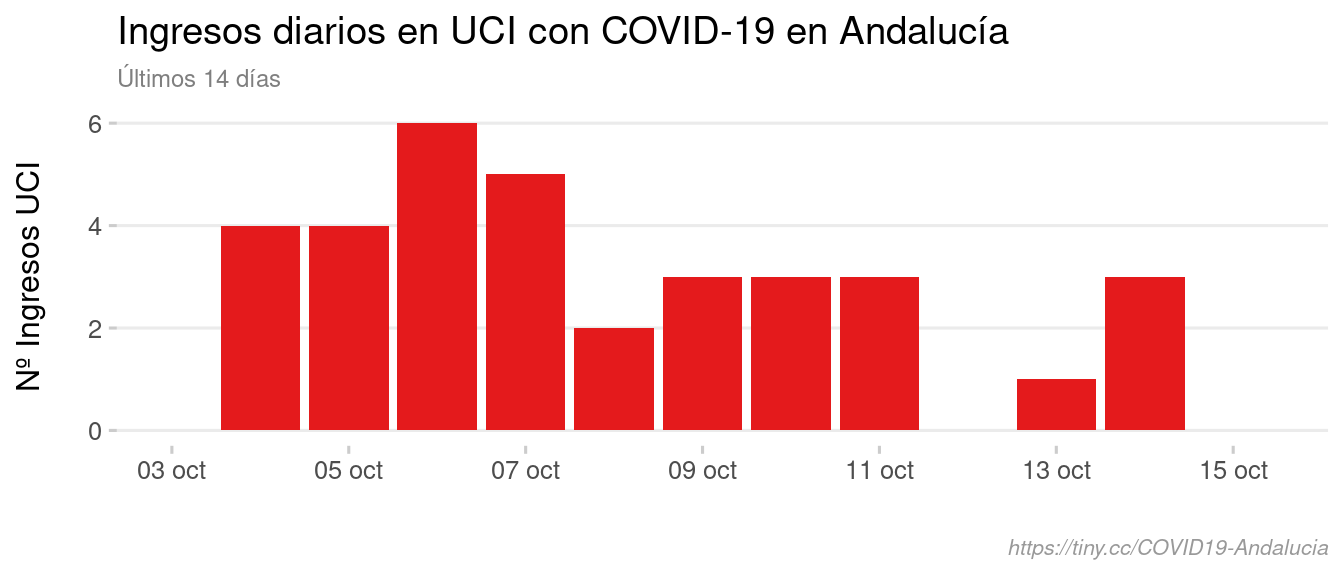 Ingresos diarios en UCI con COVID-19 en Andalucía
Últimos 14 días
Nº Ingresos UCI
6
4
2
0
03 oct 05 oct 07 oct 09 oct 11 oct 13 oct 15 oct
https://tiny.cc/COVID19-Andalucia